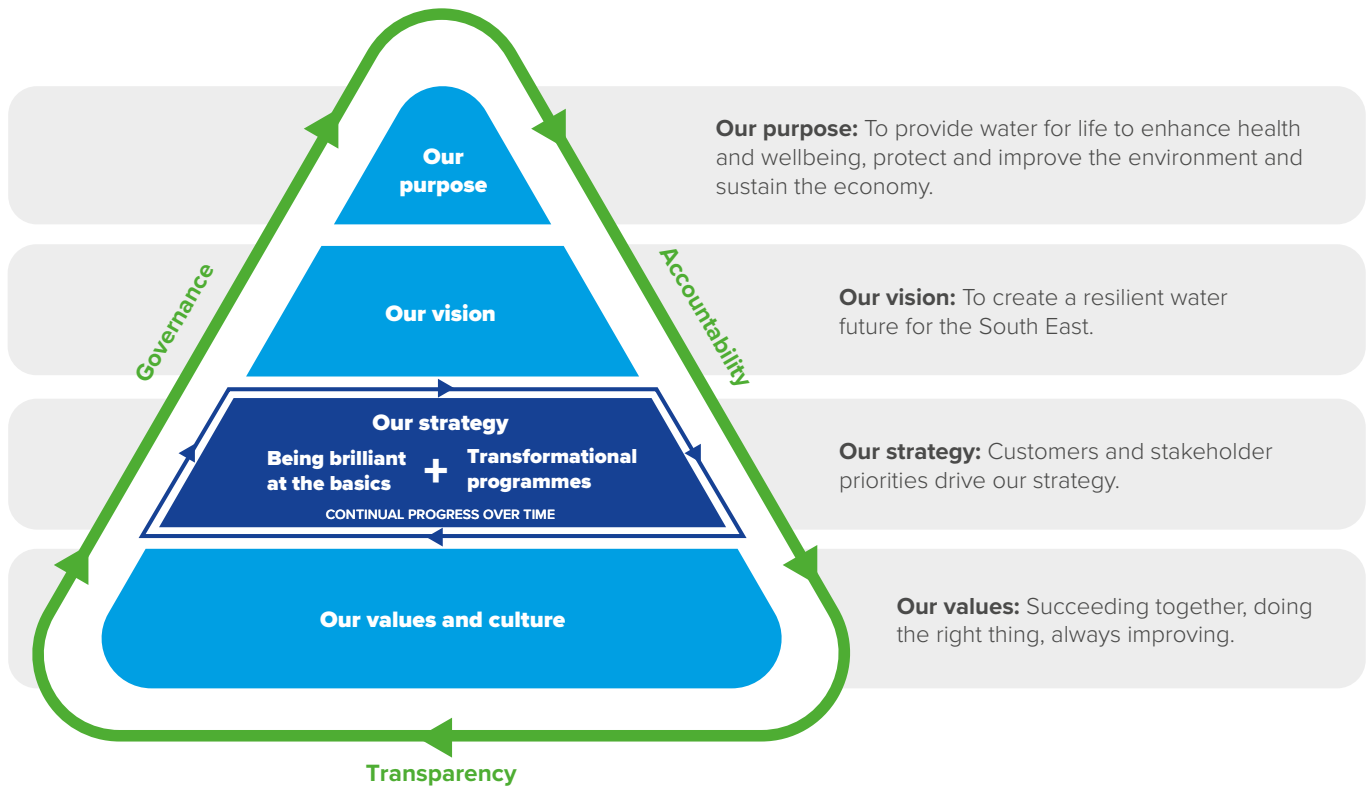 Our
purpose
Our purpose: To provide water for life to enhance health
and wellbeing, protect and improve the environment and
sustain the economy.
Governance
Accountability
Our vision
Our vision: To create a resilient water
future for the South East.
Our strategy
Being brilliant
at the basics
+
Transformational
programmes
CONTINUAL PROGRESS OVER TIME
Our strategy: Customers and stakeholder
priorities drive our strategy.
Our values and culture
Our values: Succeeding together, doing
the right thing, always improving.
Transparency